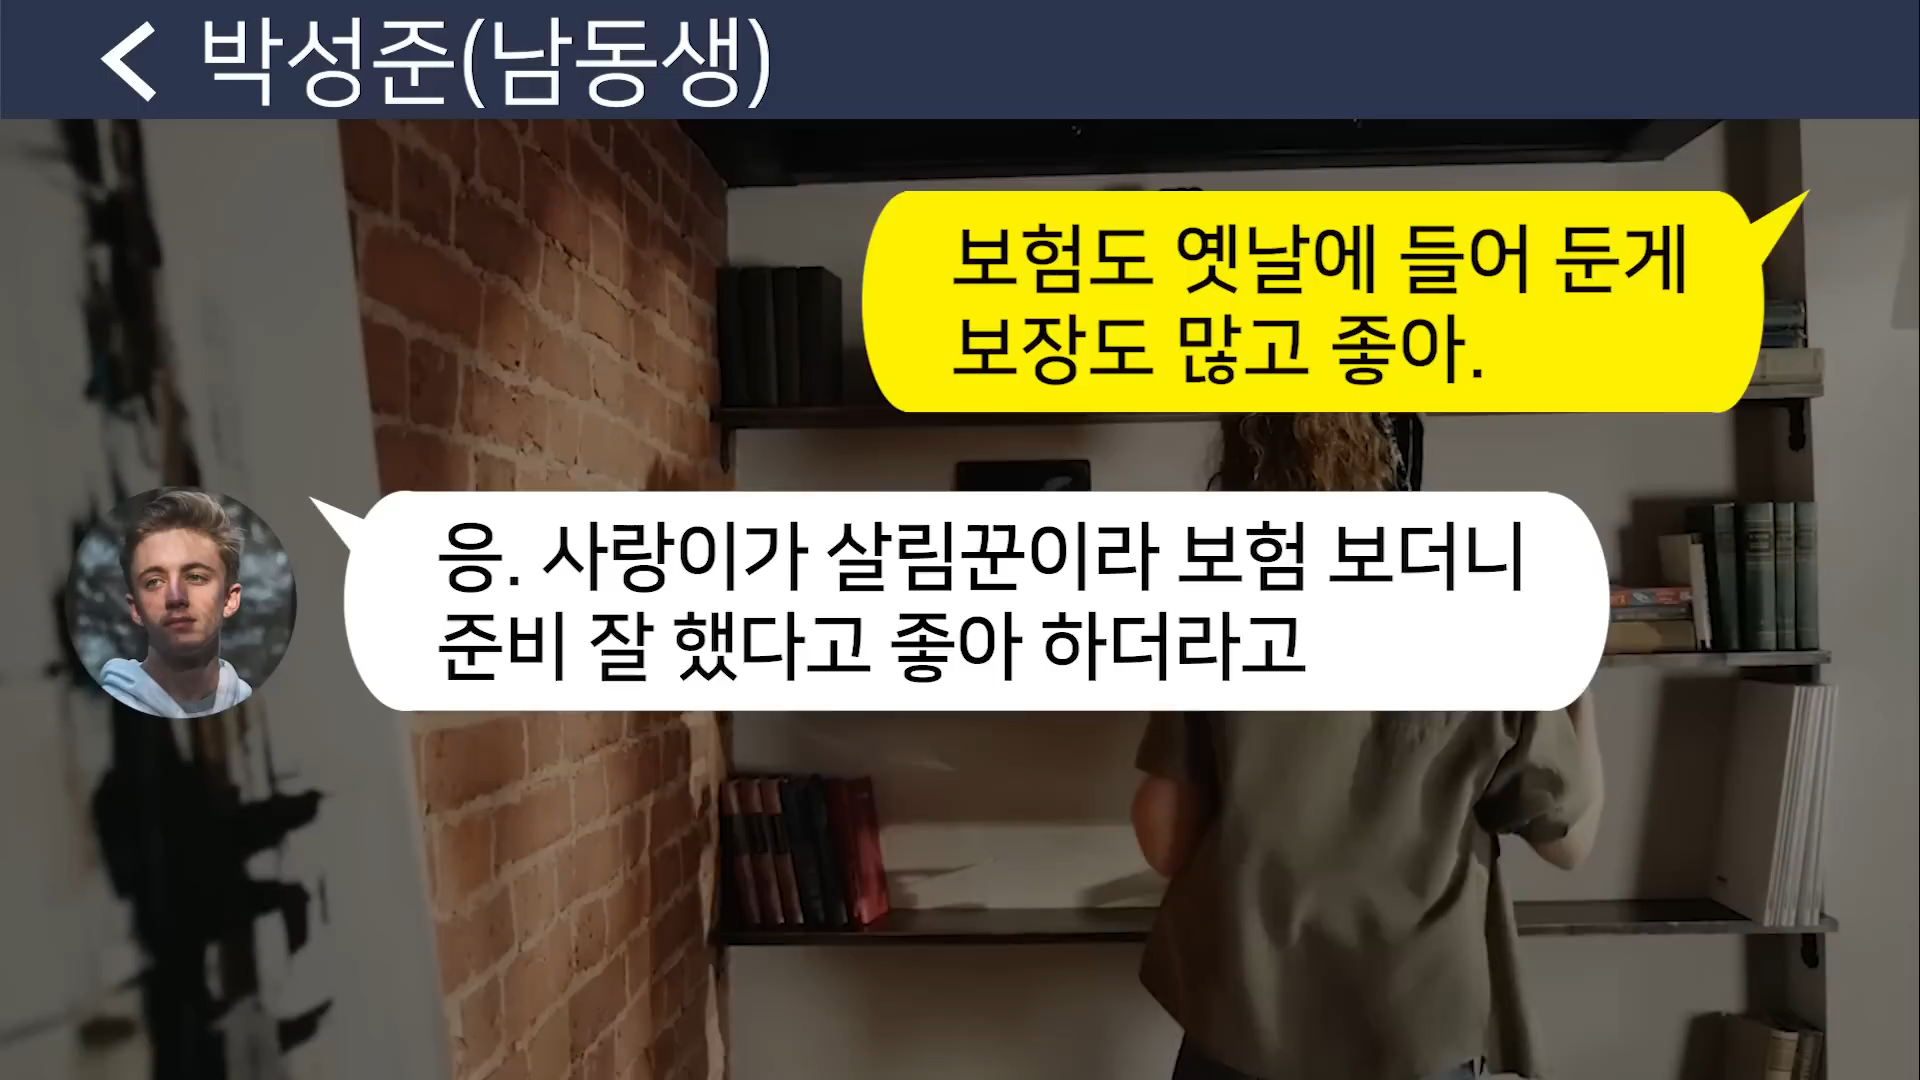 박성준(남동생)
보험도 옛날에 들어 둔게
보장도 많고 좋아.
응. 사랑이가 살림꾼이라 보험 보더니
준비 잘 했다고 좋아 하더라고